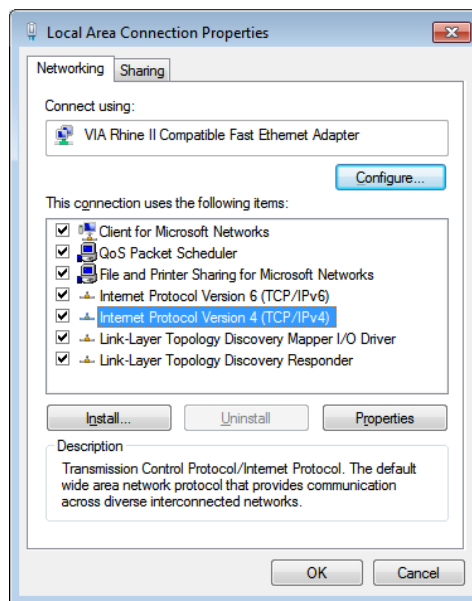 Local Area Connection Properties
Networking
Sharing
Connect using:
VIA Rhine II Compatible Fast Ethernet Adapter
Configure...
This connection uses the following items:
Client for Microsoft Networks
QoS Packet Scheduler
File and Printer Sharing for Microsoft Networks
Internet Protocol Version 6 (TCP/IPv6)
Internet Protocol Version 4 (TCP/IPv4)
Link-Layer Topology Discovery Mapper I/O Driver
Link-Layer Topology Discovery Responder
Install...
Uninstall
Properties
Description
Transmission Control Protocol/Internet Protocol. The default
wide area network protocol that provides communication
across diverse interconnected networks.
OK
Cancel